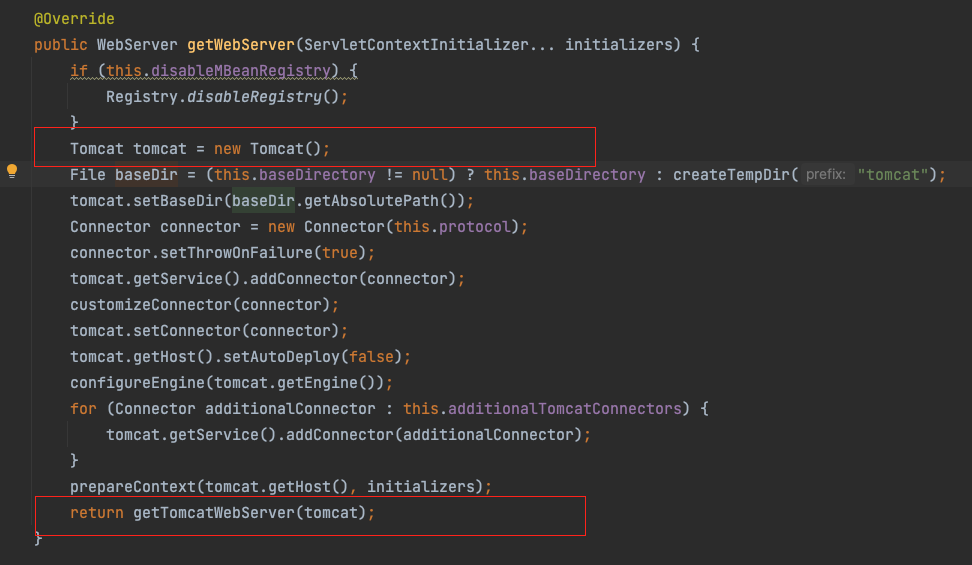 @Override
public WebServer getWebServer(ServletContextInitializer... initializers) {
if (this.disableMBeanRegistry) {
Registry.disableRegistry();
}
Tomcat tomcat = new Tomcat();
File baseDir = (this.baseDirectory != null) ? this.baseDirectory : createTempDir( prefix: "tomcat");
tomcat.setBaseDir(baseDir.getAbsolutePath());
Connector connector = new Connector(this.protocol);
connector.setThrowOnFailure(true);
tomcat.getService().addConnector(connector);
customizeConnector(connector);
tomcat.setConnector(connector);
tomcat.getHost().setAutoDeploy(false);
configureEngine(tomcat.getEngine());
for (Connector additionalConnector : this.additionalTomcatConnectors) {
tomcat.getService().addConnector(additionalConnector);
}
prepareContext(tomcat.getHost(), initializers);
return getTomcatWebServer(tomcat);
}